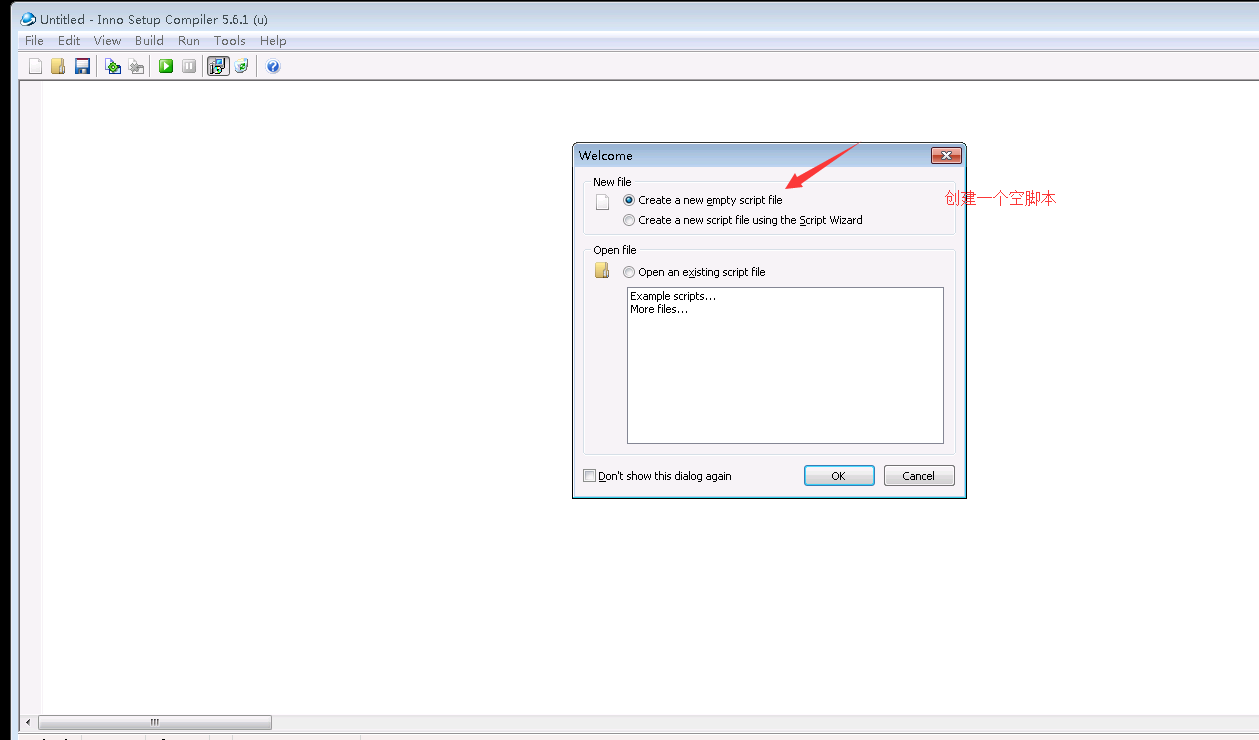 Untitled - Inno Setup Compiler 5.6.1 (u)
File Edit View Build Run Tools Help
Welcome
New file
Create a new empty script file
创建一个空脚本
Create a new script file using the Script Wizard
Open file
Open an existing script file
Example scripts...
More files...
Don't show this dialog again
OK Cancel